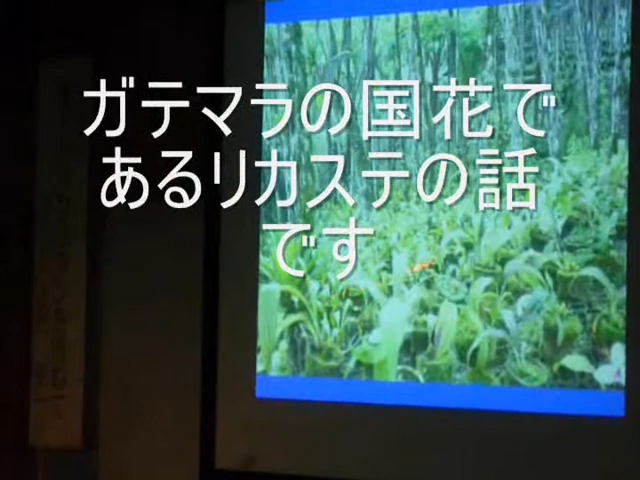 ガテマラの国花で
あるリカステの話
です